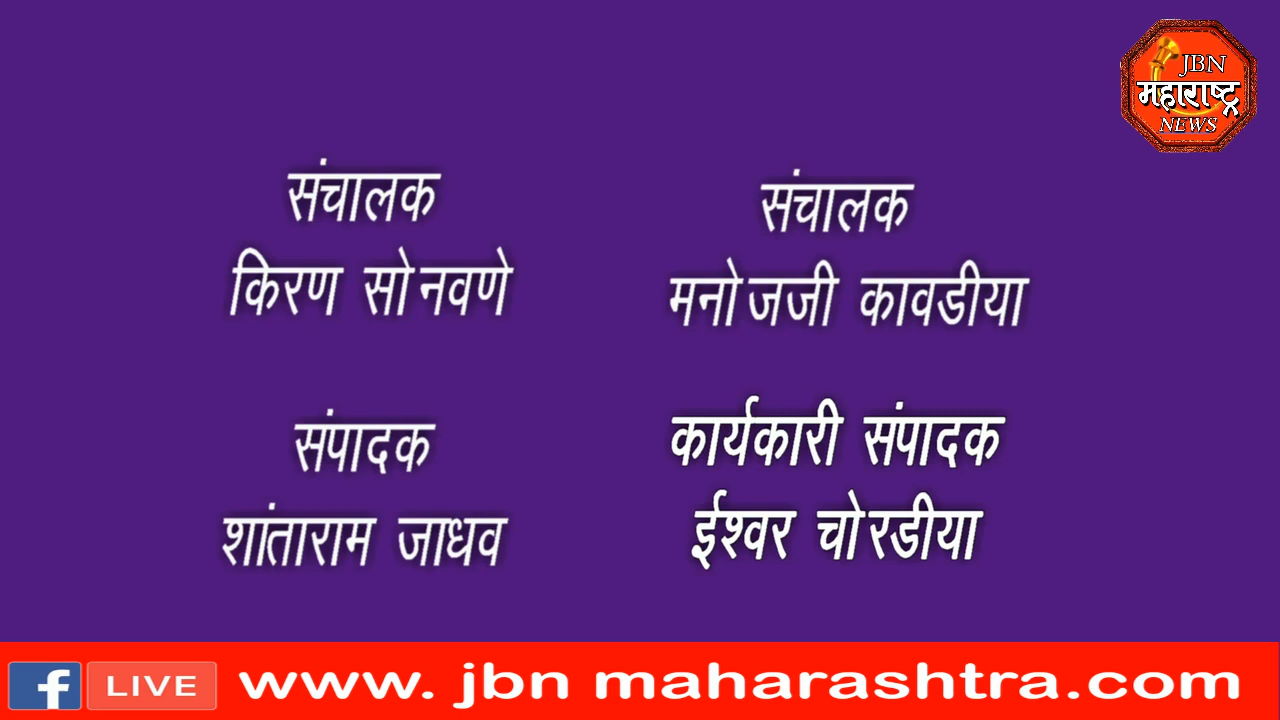 JBN
महाराष्ट्र
NEWS
संचालक
किरण सोनवणे
संचालक
मनोजजी कावडीया
संपादक
शांताराम जाधव
कार्यकारी संपादक
ईश्वर चोरडीया
f LIVE www. jbn maharashtra.com